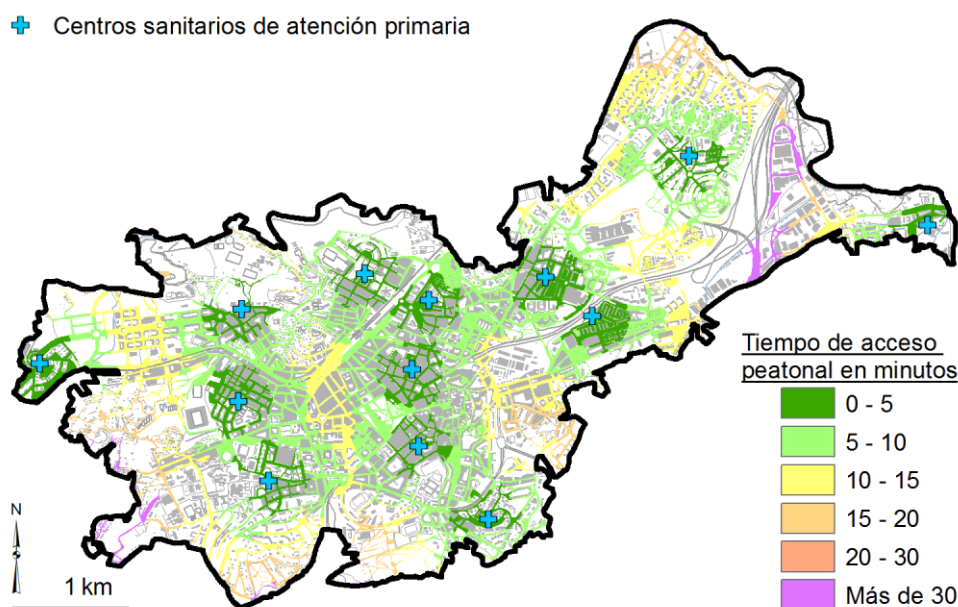 Centros sanitarios de atención primaria
Tiempo de acceso
peatonal en minutos
0 - 5
5 - 10
10 - 15
15 - 20
20 - 30
Más de 30
N
1 km